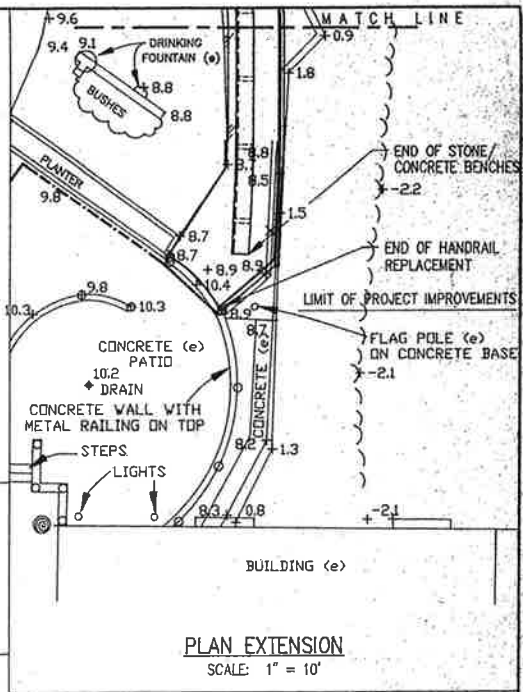 MATCH LINE
9.6
0.9
9.4
9.1
DRINKING
FOUNTAIN (e)
1.8
8.8
BUSHES
8.8
8.8
END OF STONE/
CONCRETE BENCHES
PLANTER
8.5
9.8
-2.2
1.5
8.7
8.7
END OF HANDRAIL
REPLACEMENT
8.9
8.9
10.4
9.8
LIMIT OF PROJECT IMPROVEMENTS
10.3
10.3
8.9
8.7
FLAG POLE (e)
ON CONCRETE BASE
CONCRETE (e)
PATIO
CONCRETE (e)
-2.1
10.2
DRAIN
CONCRETE WALL WITH
METAL RAILING ON TOP
8.2
STEPS
1.3
LIGHTS
8.3
0.8
-2.1
BUILDING (e)
PLAN EXTENSION
SCALE: 1" = 10'